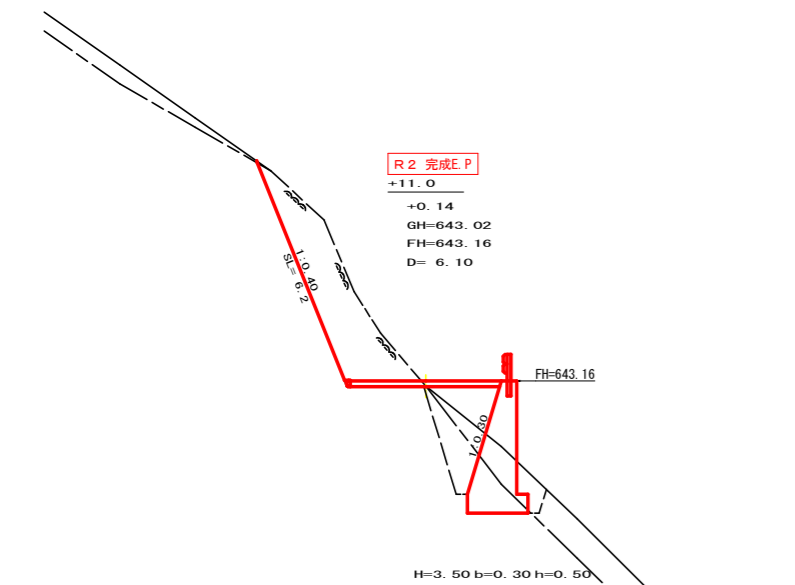 R2 完成E.P
+11.0
+0.14
GH=643.02
FH=643.16
D= 6.10
1:0.40
SL= 6.2
FH=643.16
1:0.30
H=3.50 b=0.30 h=0.50